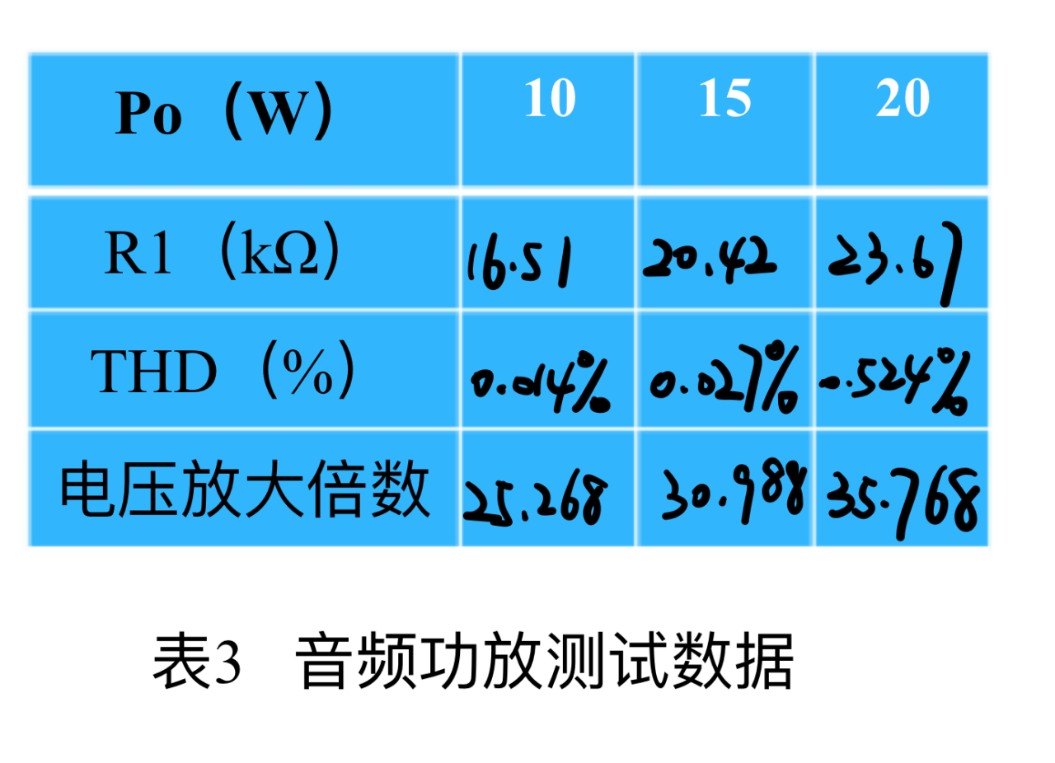 Po（W） 10 15 20
R1（kΩ） 16.51 20.42 23.67
THD（%） 0.014% 0.027% 0.524%
电压放大倍数 25.268 30.988 35.768
表3 音频功放测试数据